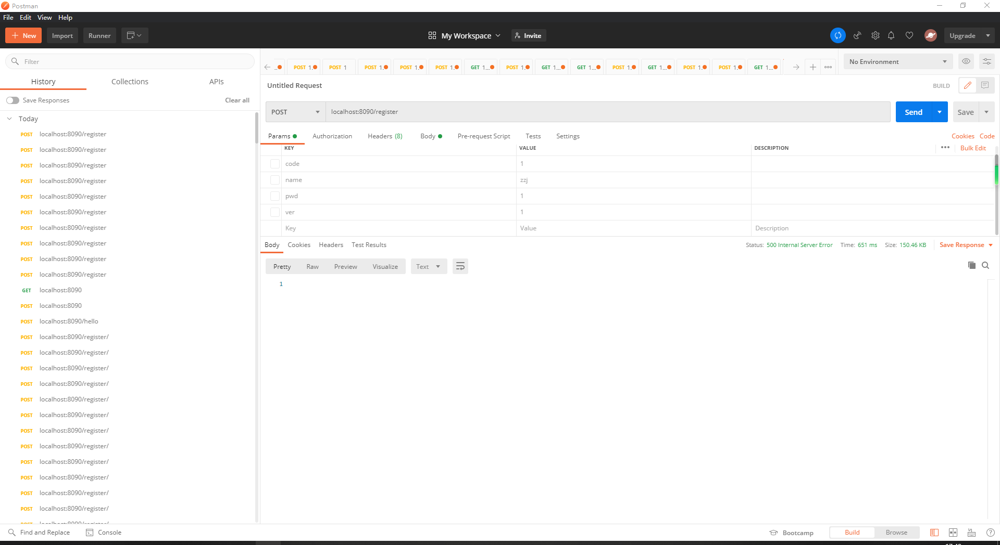 Postman
File Edit View Help
New Import Runner My Workspace Invite Upgrade
Filter
History Collections APIs
Save Responses Clear all
Today
POST localhost:8090/register
POST localhost:8090/register
POST localhost:8090/register
POST localhost:8090/register
POST localhost:8090/register
POST localhost:8090/register
POST localhost:8090/register
POST localhost:8090/register
POST localhost:8090/register
POST localhost:8090/register
GET localhost:8090
POST localhost:8090
POST localhost:8090/hello
POST localhost:8090/register/
POST localhost:8090/register/
POST localhost:8090/register/
POST localhost:8090/register/
POST localhost:8090/register/
POST localhost:8090/register/
POST localhost:8090/register/
POST localhost:8090/register/
POST localhost:8090/register/
POST localhost:8090/register/
POST localhost:8090/register/
POST localhost:8090/register/
POST localhost:8090/register/
... POST 1. POST 1 POST 1. POST 1. POST 1. GET 1... POST 1. GET 1... GET 1... POST 1. GET 1... POST 1. POST 1. GET 1... No Environment
Untitled Request BUILD
POST localhost:8090/register Send Save
Params Authorization Headers (8) Body Pre-request Script Tests Settings Cookies Code
KEY VALUE DESCRIPTION Bulk Edit
code 1
name zzj
pwd 1
ver 1
Key Value Description
Body Cookies Headers Test Results Status: 500 Internal Server Error Time: 651 ms Size: 150.46 KB Save Response
Pretty Raw Preview Visualize Text
1
Find and Replace Console Bootcamp Build Browse